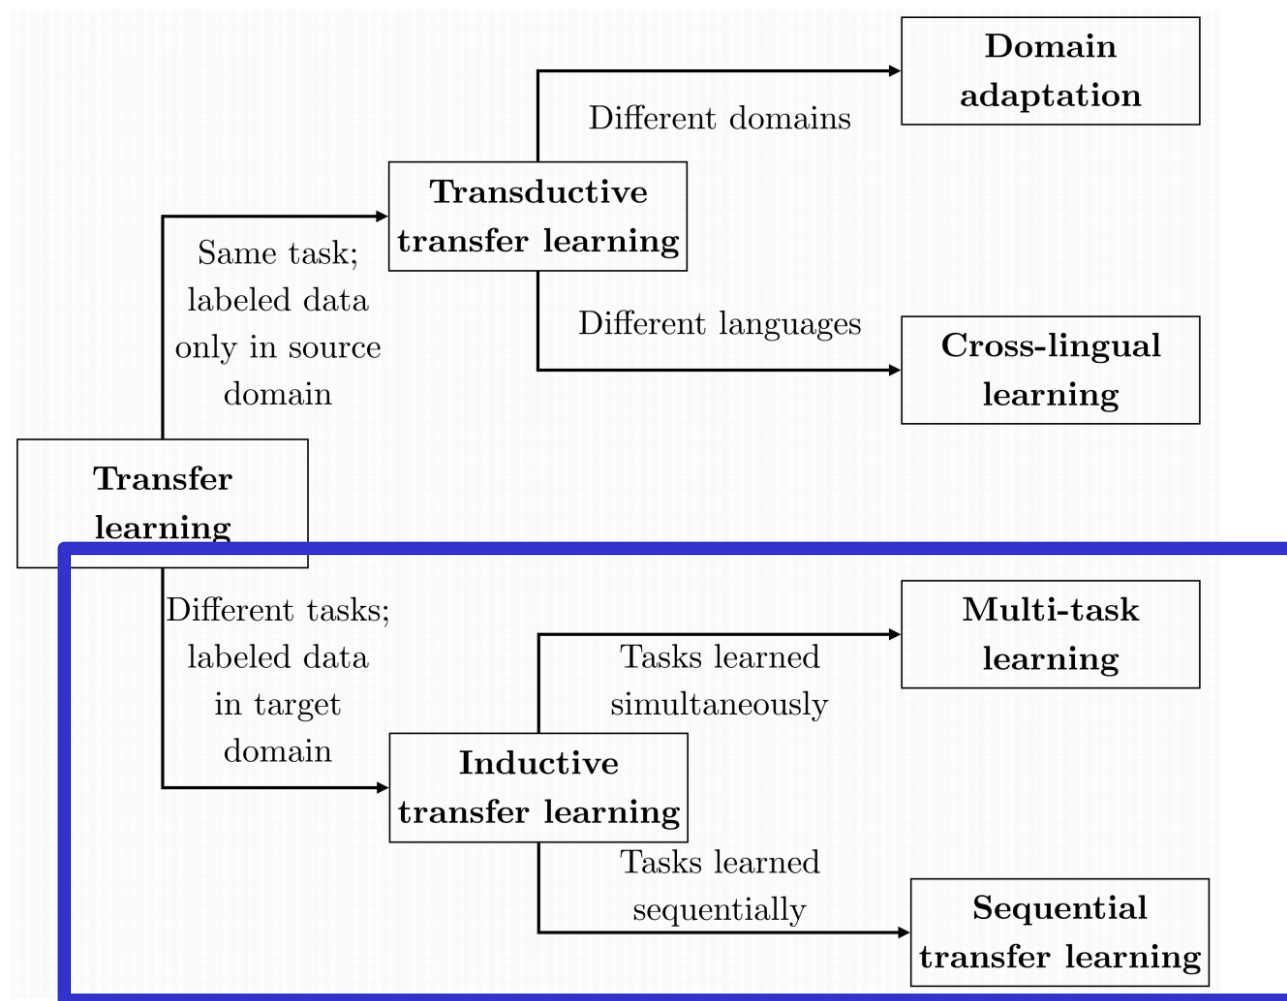 Domain
adaptation
Different domains
Transductive
transfer learning
Same task;
labeled data
only in source
domain
Different languages
Cross-lingual
learning
Transfer
learning
Different tasks;
labeled data
in target
domain
Multi-task
learning
Tasks learned
simultaneously
Inductive
transfer learning
Tasks learned
sequentially
Sequential
transfer learning